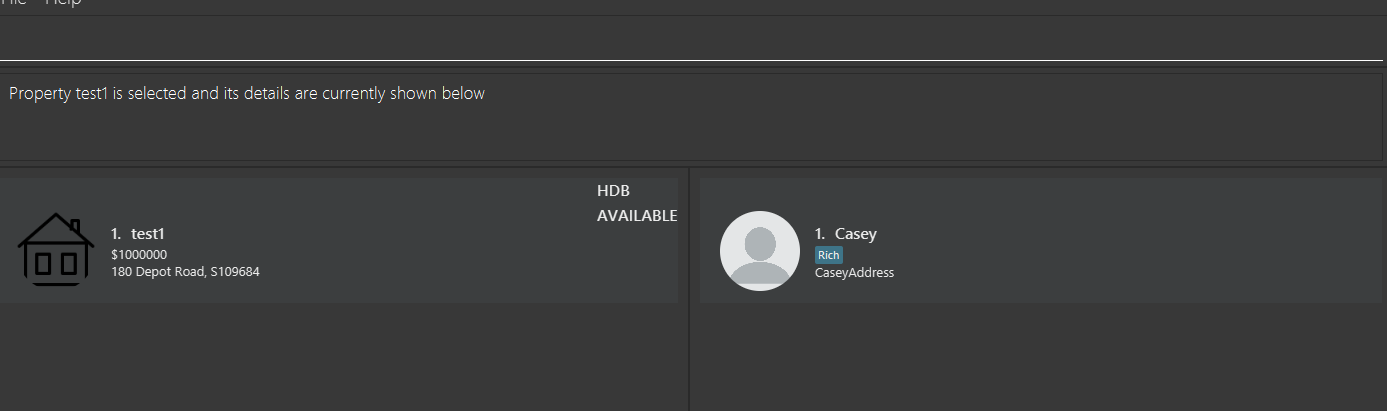 File Help
Property test1 is selected and its details are currently shown below
HDB
AVAILABLE
1. test1
$1000000
180 Depot Road, S109684
1. Casey
Rich
CaseyAddress